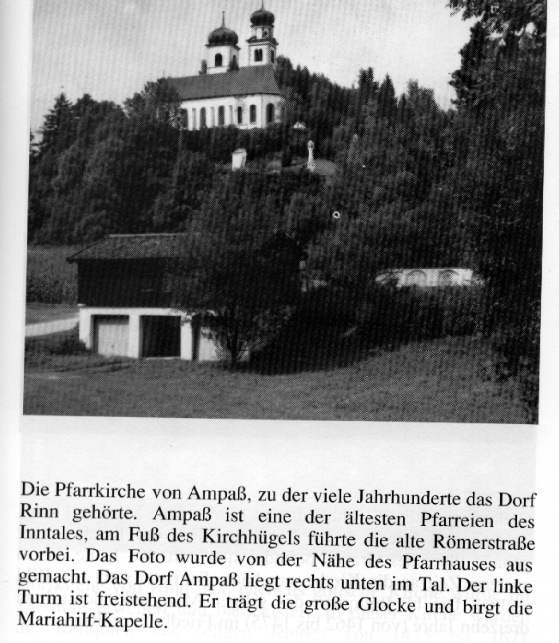 Die Pfarrkirche von Ampaß, zu der viele Jahrhunderte das Dorf
Rinn gehörte. Ampaß ist eine der ältesten Pfarreien des
Inntales, am Fuß des Kirchhügels führte die alte Römerstraße
vorbei. Das Foto wurde von der Nähe des Pfarrhauses aus
gemacht. Das Dorf Ampaß liegt rechts unten im Tal. Der linke
Turm ist freistehend. Er trägt die große Glocke und birgt die
Mariahilf-Kapelle.